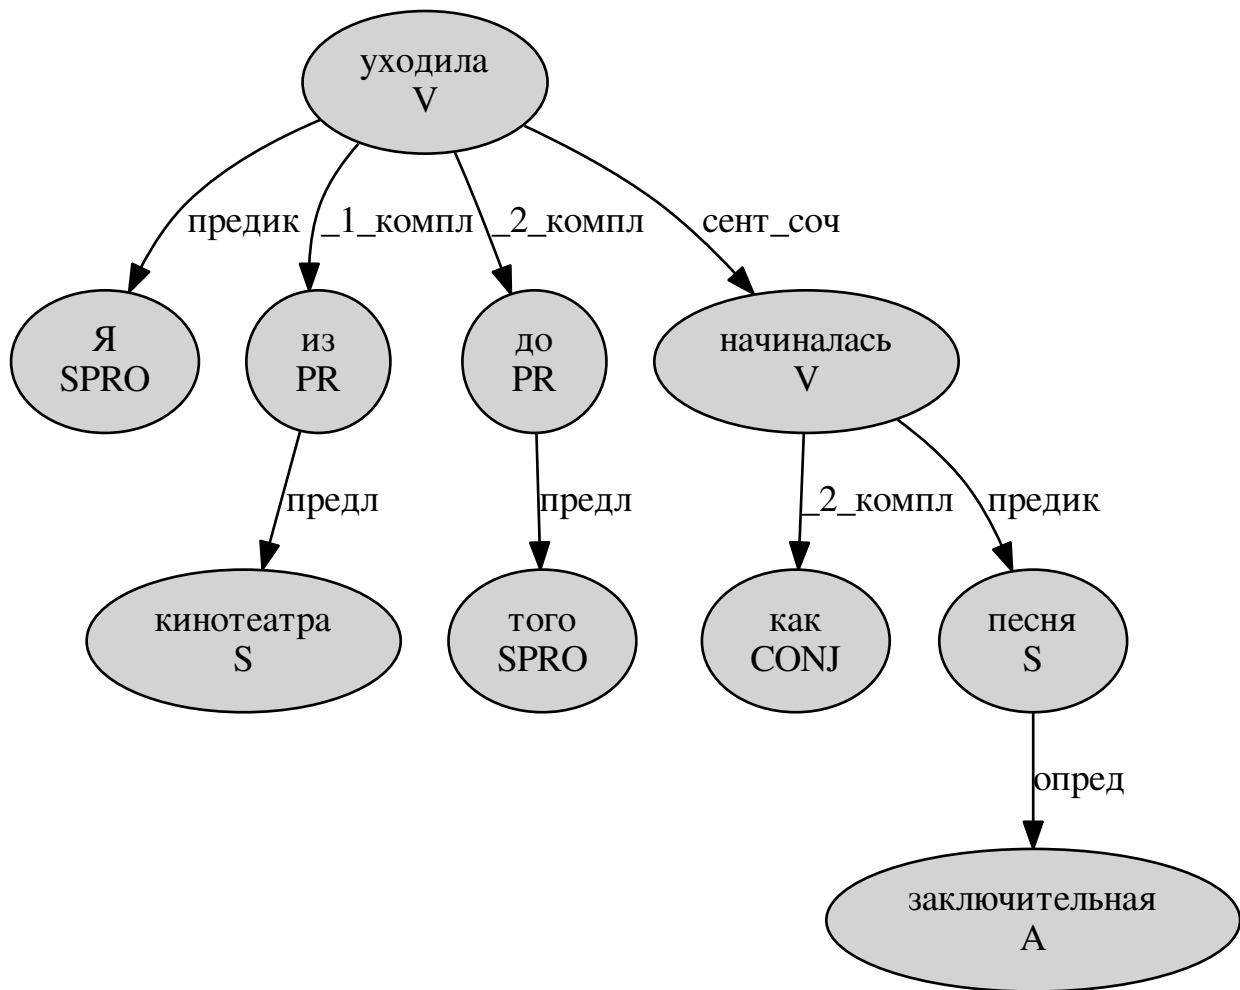 уходила
V
предик
_1_компл
_2_компл
сент_соч
Я
SPRO
из
PR
до
PR
начиналась
V
предл
предл
_2_компл
предик
кинотеатра
S
того
SPRO
как
CONJ
песня
S
опред
заключительная
A